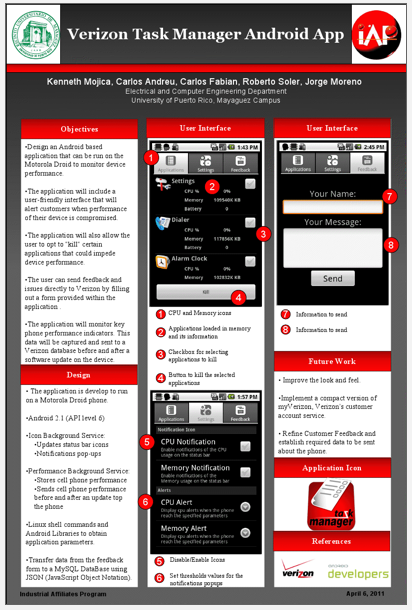 Verizon Task Manager Android App
iAP
Kenneth Mojica, Carlos Andreu, Carlos Fabian, Roberto Soler, Jorge Moreno
Electrical and Computer Engineering Department
University of Puerto Rico, Mayaguez Campus
Objectives
•Design an Android based
application that can be run on the
Motorola Droid to monitor device
performance.
•The application will include a
user-friendly interface that will
alert customers when performance
of their device is compromised.
•The application will also allow the
user to opt to "kill" certain
applications that could impede
device performance.
•The user can send feedback and
issues directly to Verizon by filling
out a form provided within the
application.
•The application will monitor key
phone performance indicators. This
data will be captured and sent to a
Verizon database before and after a
software update on the device.
Design
• The application is develop to run
on a Motorola Droid phone.
•Android 2.1 (API level 6)
•Icon Background Service:
•Updates status bar icons
•Notifications pop-ups
•Performance Background Service:
•Stores cell phone performance
•Sends cell phone performance
before and after an update top
the phone
•Linux shell commands and
Android Libraries to obtain
application parameters.
•Transfer data from the feedback
form to a MySQL DataBase using
JSON (JavaScript Object Notation).
User Interface
1:43 PM
1
Applications
Settings
Feedback
Settings
2
CPU % 0%
Memory 109540K KB
Battery 0
Dialer
3
CPU % 0%
Memory 117856K KB
Battery 0
Alarm Clock
CPU % 0%
Memory 102832K KB
4
Kill
1 CPU and Memory icons
2 Applications loaded in memory
and its information
3 Checkbox for selecting
applications to kill
4 Button to kill the selected
applications
1:57 PM
Applications
Settings
Feedback
Notification Icon
5
CPU Notification
Enable notifications of the CPU
usage on the status bar
Memory Notification
Enable notifications of the
Memory usage on the status bar
Alerts
6
CPU Alert
Display cpu alerts when the phone
reach the specified parameters
Memory Alert
Display memory alerts when the phone
reach the specified parameters
5 Disable/Enable Icons
6 Set thresholds values for the
notifications popups
User Interface
2:45 PM
Applications
Settings
Feedback
Your Name:
7
Your Message:
8
Send
7 Information to send
8 Information to send
Future Work
• Improve the look and feel.
• Implement a compact version of
myVerizon, Verizon's customer
account service.
• Refine Customer Feedback and
establish required data to be sent
about the phone.
Application Icon
task
manager
References
verizon
developers
Industrial Affiliates Program
April 6, 2011